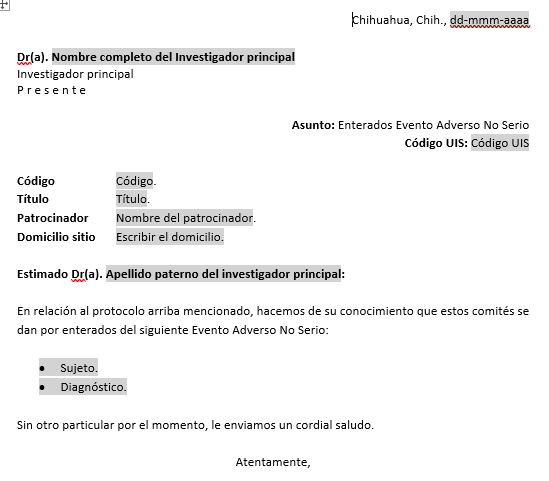 Chihuahua, Chih., dd-mmm-aaaa
Dr(a). Nombre completo del Investigador principal
Investigador principal
P r e s e n t e
Asunto: Enterados Evento Adverso No Serio
Código UIS: Código UIS
Código Código.
Título Título.
Patrocinador Nombre del patrocinador.
Domicilio sitio Escribir el domicilio.
Estimado Dr(a). Apellido paterno del investigador principal:
En relación al protocolo arriba mencionado, hacemos de su conocimiento que estos comités se
dan por enterados del siguiente Evento Adverso No Serio:
• Sujeto.
• Diagnóstico.
Sin otro particular por el momento, le enviamos un cordial saludo.
Atentamente,